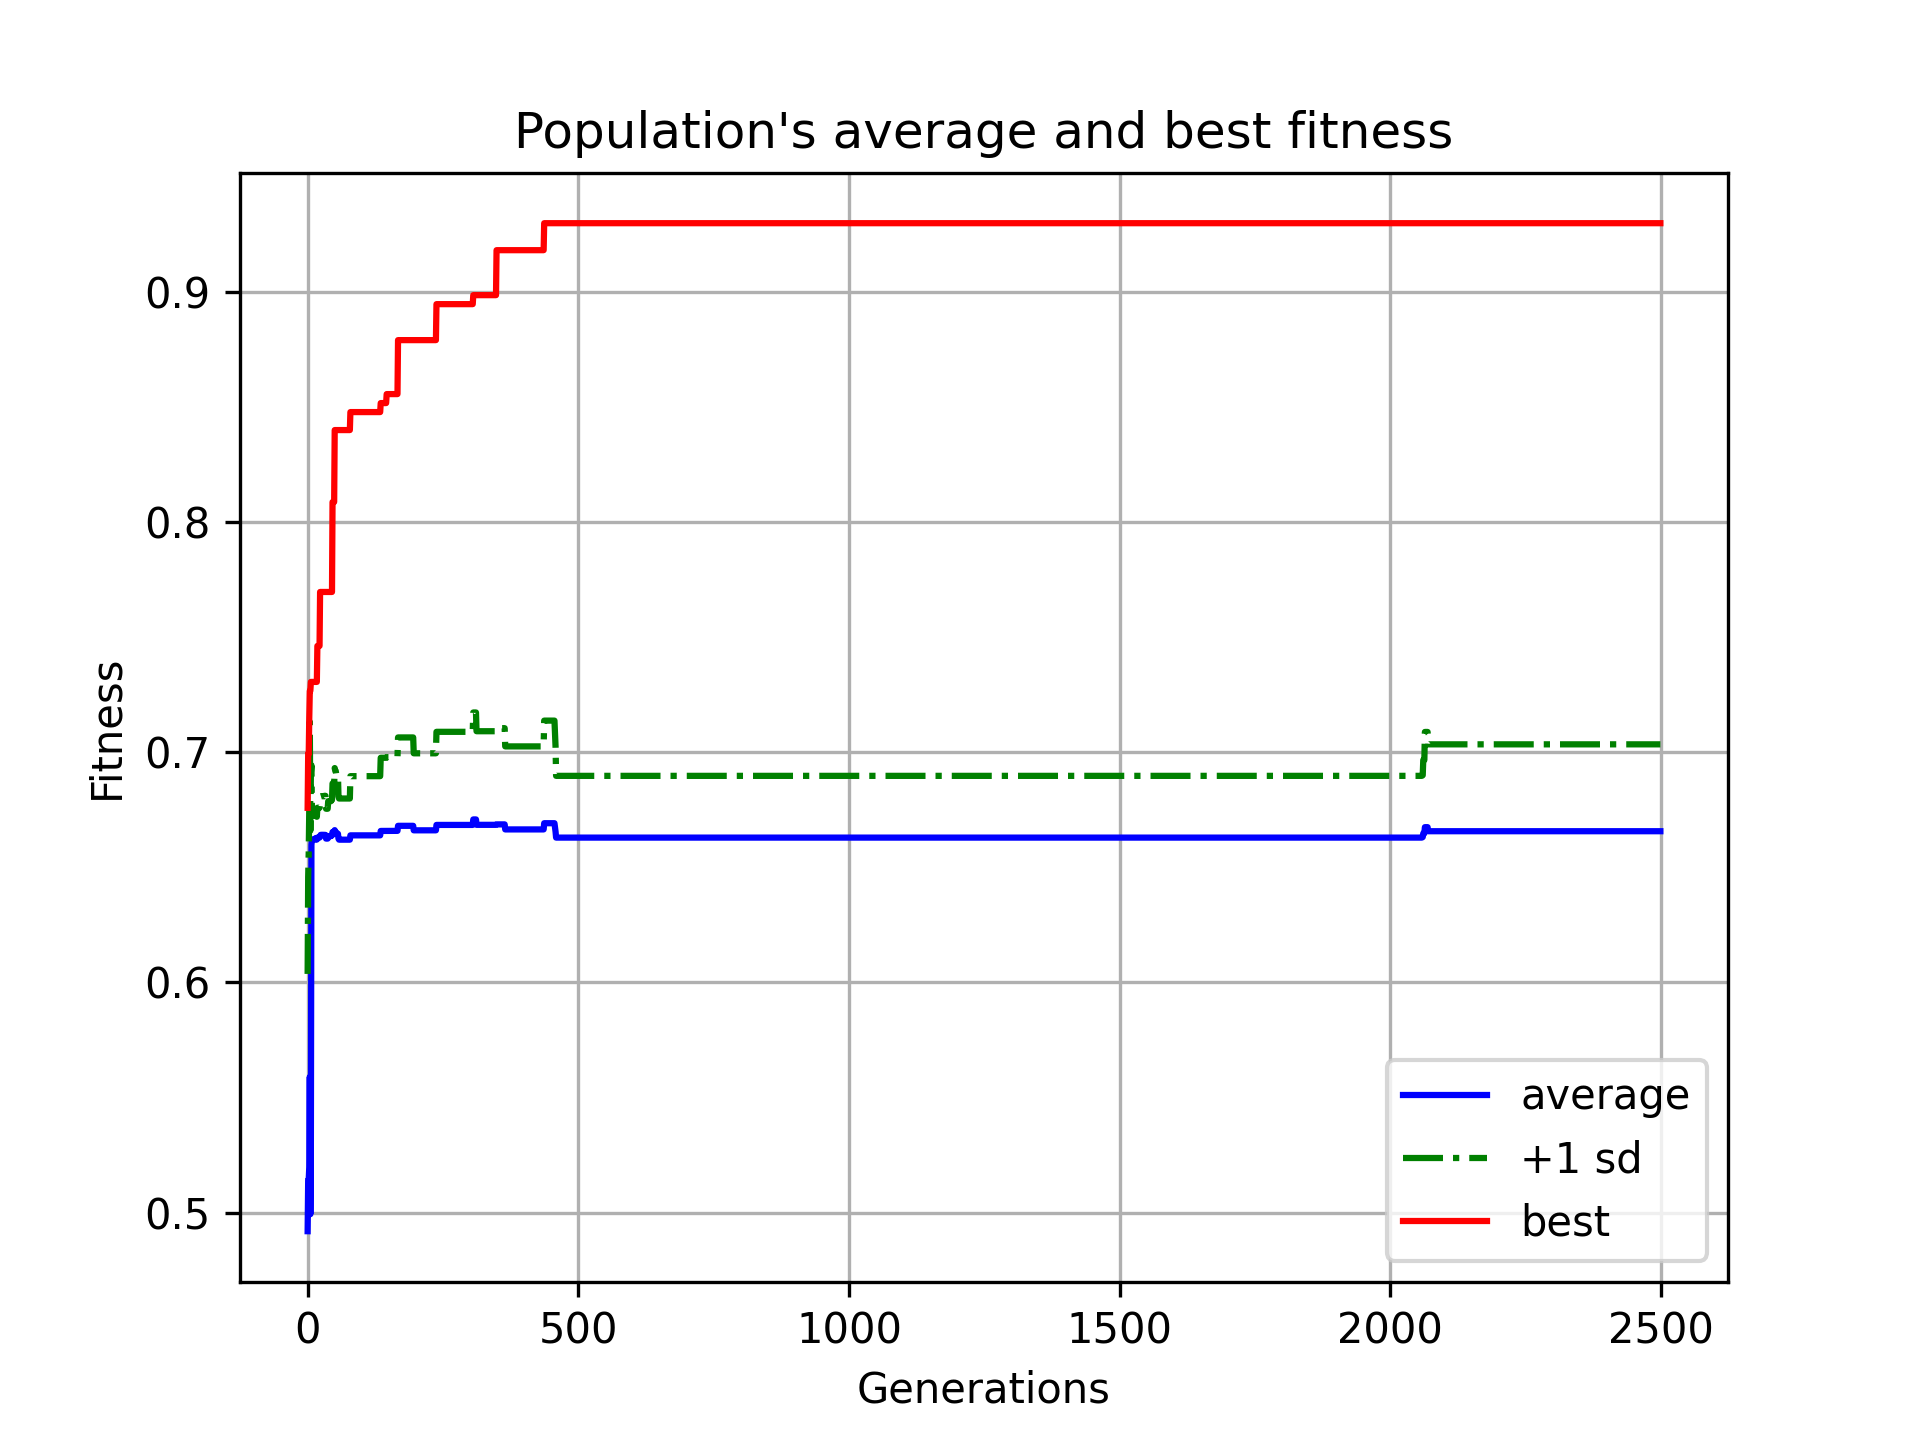 Population's average and best fitness
0.9
0.8
0.7
0.6
0.5
Fitness
average
+1 sd
best
0 500 1000 1500 2000 2500
Generations